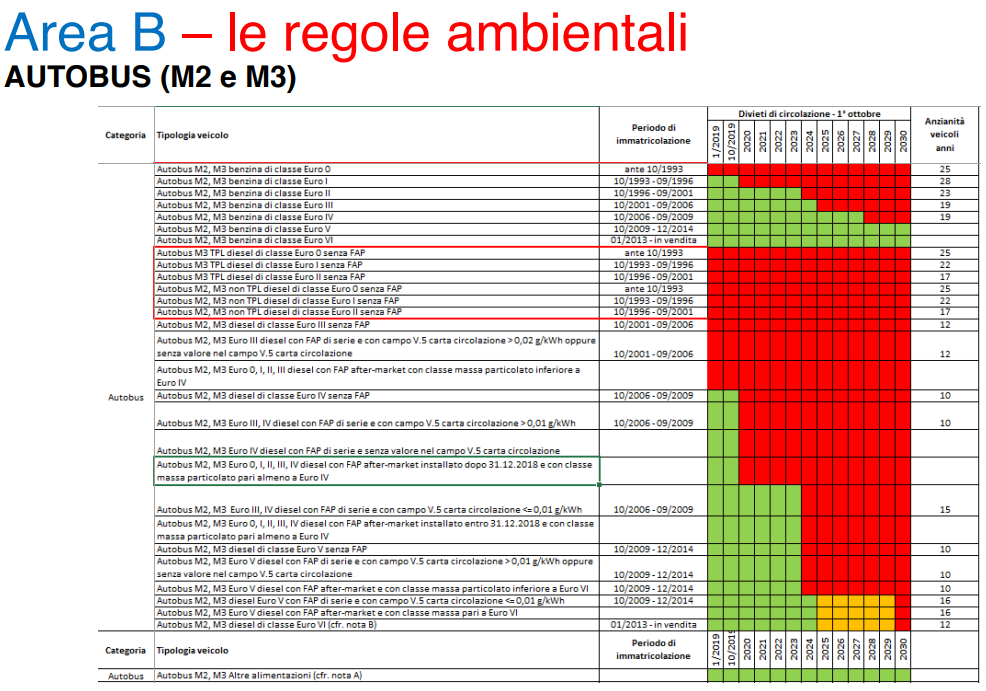 Area B – le regole ambientali
AUTOBUS (M2 e M3)
Categoria Tipologia veicolo Periodo di immatricolazione Divieti di circolazione - 1° ottobre Anzianità veicoli anni
1/2019 10/2019 2020 2021 2022 2023 2024 2025 2026 2027 2028 2029 2030
Autobus
Autobus M2, M3 benzina di classe Euro 0 ante 10/1993 25
Autobus M2, M3 benzina di classe Euro I 10/1993 - 09/1996 28
Autobus M2, M3 benzina di classe Euro II 10/1996 - 09/2001 23
Autobus M2, M3 benzina di classe Euro III 10/2001 - 09/2006 19
Autobus M2, M3 benzina di classe Euro IV 10/2006 - 09/2009 19
Autobus M2, M3 benzina di classe Euro V 10/2009 - 12/2014
Autobus M2, M3 benzina di classe Euro VI 01/2013 - in vendita
Autobus M3 TPL diesel di classe Euro 0 senza FAP ante 10/1993 25
Autobus M3 TPL diesel di classe Euro I senza FAP 10/1993 - 09/1996 22
Autobus M3 TPL diesel di classe Euro II senza FAP 10/1996 - 09/2001 17
Autobus M2, M3 non TPL diesel di classe Euro 0 senza FAP ante 10/1993 25
Autobus M2, M3 non TPL diesel di classe Euro I senza FAP 10/1993 - 09/1996 22
Autobus M2, M3 non TPL diesel di classe Euro II senza FAP 10/1996 - 09/2001 17
Autobus M2, M3 diesel di classe Euro III senza FAP 10/2001 - 09/2006 12
Autobus M2, M3 Euro III diesel con FAP di serie e con campo V.5 carta circolazione > 0,02 g/kWh oppure
senza valore nel campo V.5 carta circolazione 10/2001 - 09/2006 12
Autobus M2, M3 Euro 0, I, II, III diesel con FAP after-market con classe massa particolato inferiore a
Euro IV
Autobus M2, M3 diesel di classe Euro IV senza FAP 10/2006 - 09/2009 10
Autobus M2, M3 Euro III, IV diesel con FAP di serie e con campo V.5 carta circolazione > 0,01 g/kWh 10/2006 - 09/2009 10
Autobus M2, M3 Euro IV diesel con FAP di serie e senza valore nel campo V.5 carta circolazione
Autobus M2, M3 Euro 0, I, II, III, IV diesel con FAP after-market installato dopo 31.12.2018 e con classe
massa particolato pari almeno a Euro IV
Autobus M2, M3 Euro III, IV diesel con FAP di serie e con campo V.5 carta circolazione <= 0,01 g/kWh 10/2006 - 09/2009 15
Autobus M2, M3 Euro 0, I, II, III, IV diesel con FAP after-market installato entro 31.12.2018 e con classe
massa particolato pari almeno a Euro IV
Autobus M2, M3 diesel di classe Euro V senza FAP 10/2009 - 12/2014 10
Autobus M2, M3 Euro V diesel con FAP di serie e con campo V.5 carta circolazione > 0,01 g/kWh oppure
senza valore nel campo V.5 carta circolazione 10/2009 - 12/2014 10
Autobus M2, M3 Euro V diesel con FAP after-market e con classe massa particolato inferiore a Euro VI 10/2009 - 12/2014 10
Autobus M2, M3 diesel Euro V con FAP di serie e con campo V.5 carta circolazione <= 0,01 g/kWh 10/2009 - 12/2014 16
Autobus M2, M3 Euro V diesel con FAP after-market e con classe massa pari a Euro VI 16
Autobus M2, M3 diesel di classe Euro VI (cfr. nota B) 01/2013 - in vendita 12
Categoria Tipologia veicolo Periodo di immatricolazione 1/2019 10/2019 2020 2021 2022 2023 2024 2025 2026 2027 2028 2029 2030
Autobus Autobus M2, M3 Altre alimentazioni (cfr. nota A)